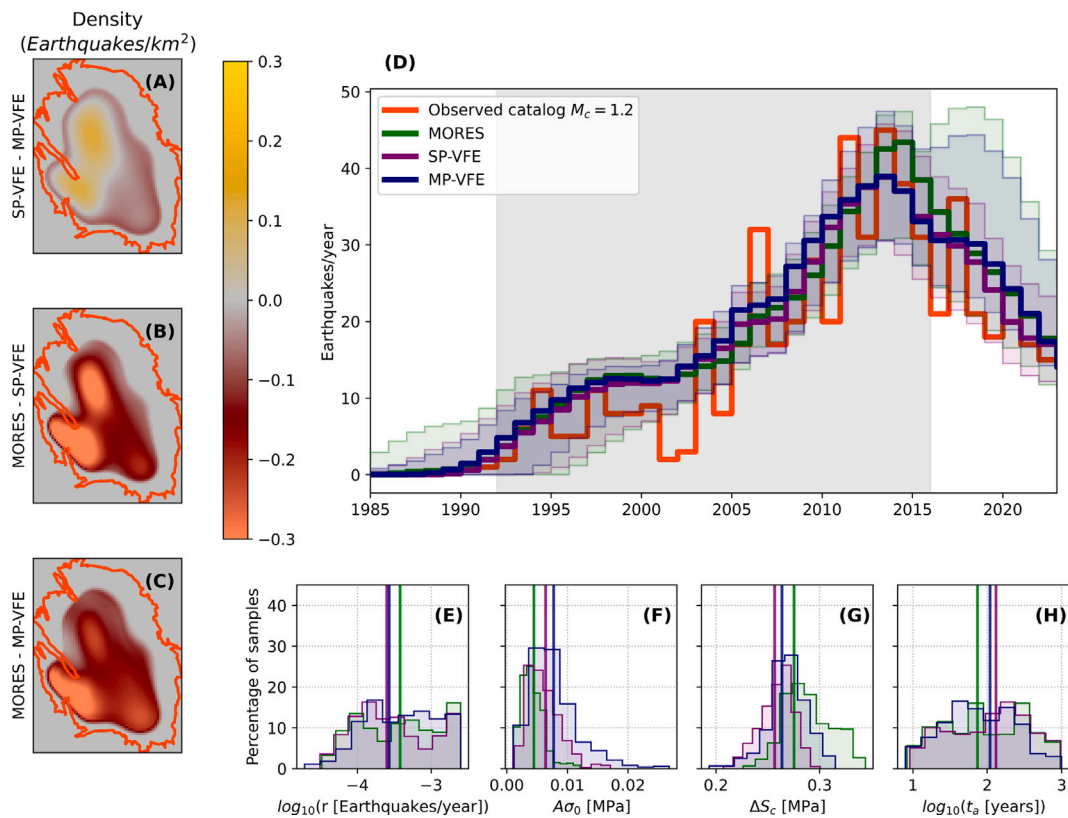 Density
(Earthquakes/km²)
SP-VFE - MP-VFE
(A)
MORES - SP-VFE
(B)
MORES - MP-VFE
(C)
0.3
0.2
0.1
0.0
−0.1
−0.2
−0.3
(D)
Observed catalog M_c = 1.2
MORES
SP-VFE
MP-VFE
Earthquakes/year
50
40
30
20
10
0
1985 1990 1995 2000 2005 2010 2015 2020
Percentage of samples
40
30
20
10
0
(E)
−4 −3
log₁₀(r [Earthquakes/year])
(F)
0.00 0.01 0.02
Aσ₀ [MPa]
(G)
0.2 0.3
ΔS_c [MPa]
(H)
1 2 3
log₁₀(t_a [years])